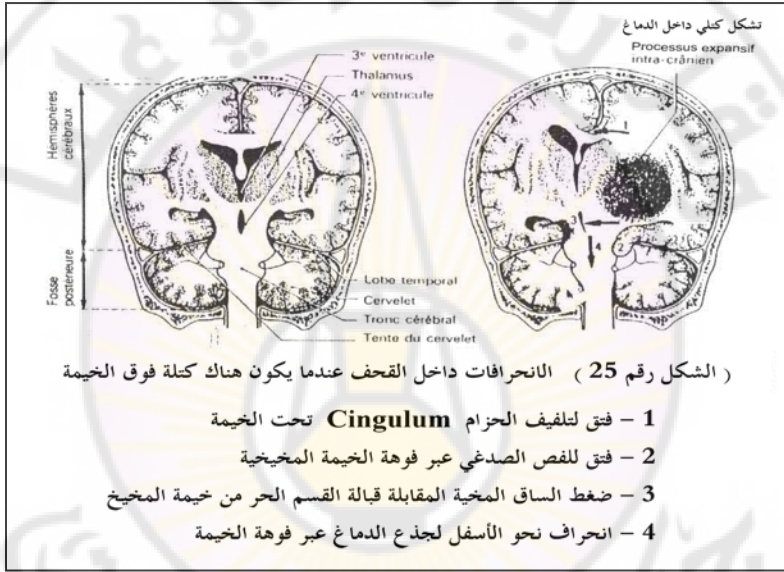 تشكل كتلي داخل الدماغ
Processus expansif
intra-crânien
3e ventricule
Thalamus
4e ventricule
Hémisphères
cérébraux
Fosse
postérieure
1
3
4
Lobe temporal
Cervelet
Tronc cérébral
Tente du cervelet
( الشكل رقم 25 ) الانحرافات داخل القحف عندما يكون هناك كتلة فوق الخيمة
1 – فتق لتلفيف الحزام Cingulum تحت الخيمة
2 – فتق للفص الصدغي عبر فوهة الخيمة المخيخية
3 – ضغط الساق المخية المقابلة قبالة القسم الحر من خيمة المخيخ
4 – انحراف نحو الأسفل لجذع الدماغ عبر فوهة الخيمة